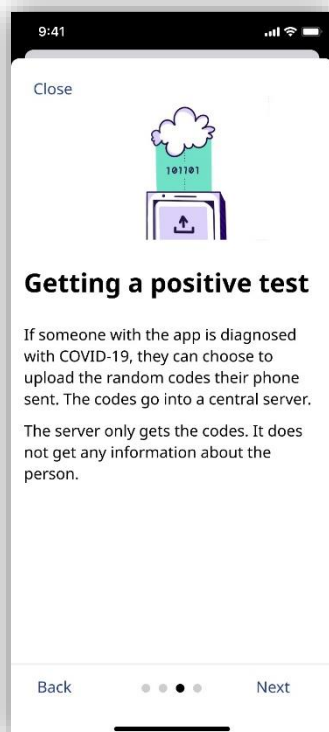 9:41
Close
101101
Getting a positive test
If someone with the app is diagnosed
with COVID-19, they can choose to
upload the random codes their phone
sent. The codes go into a central server.
The server only gets the codes. It does
not get any information about the
person.
Back
Next